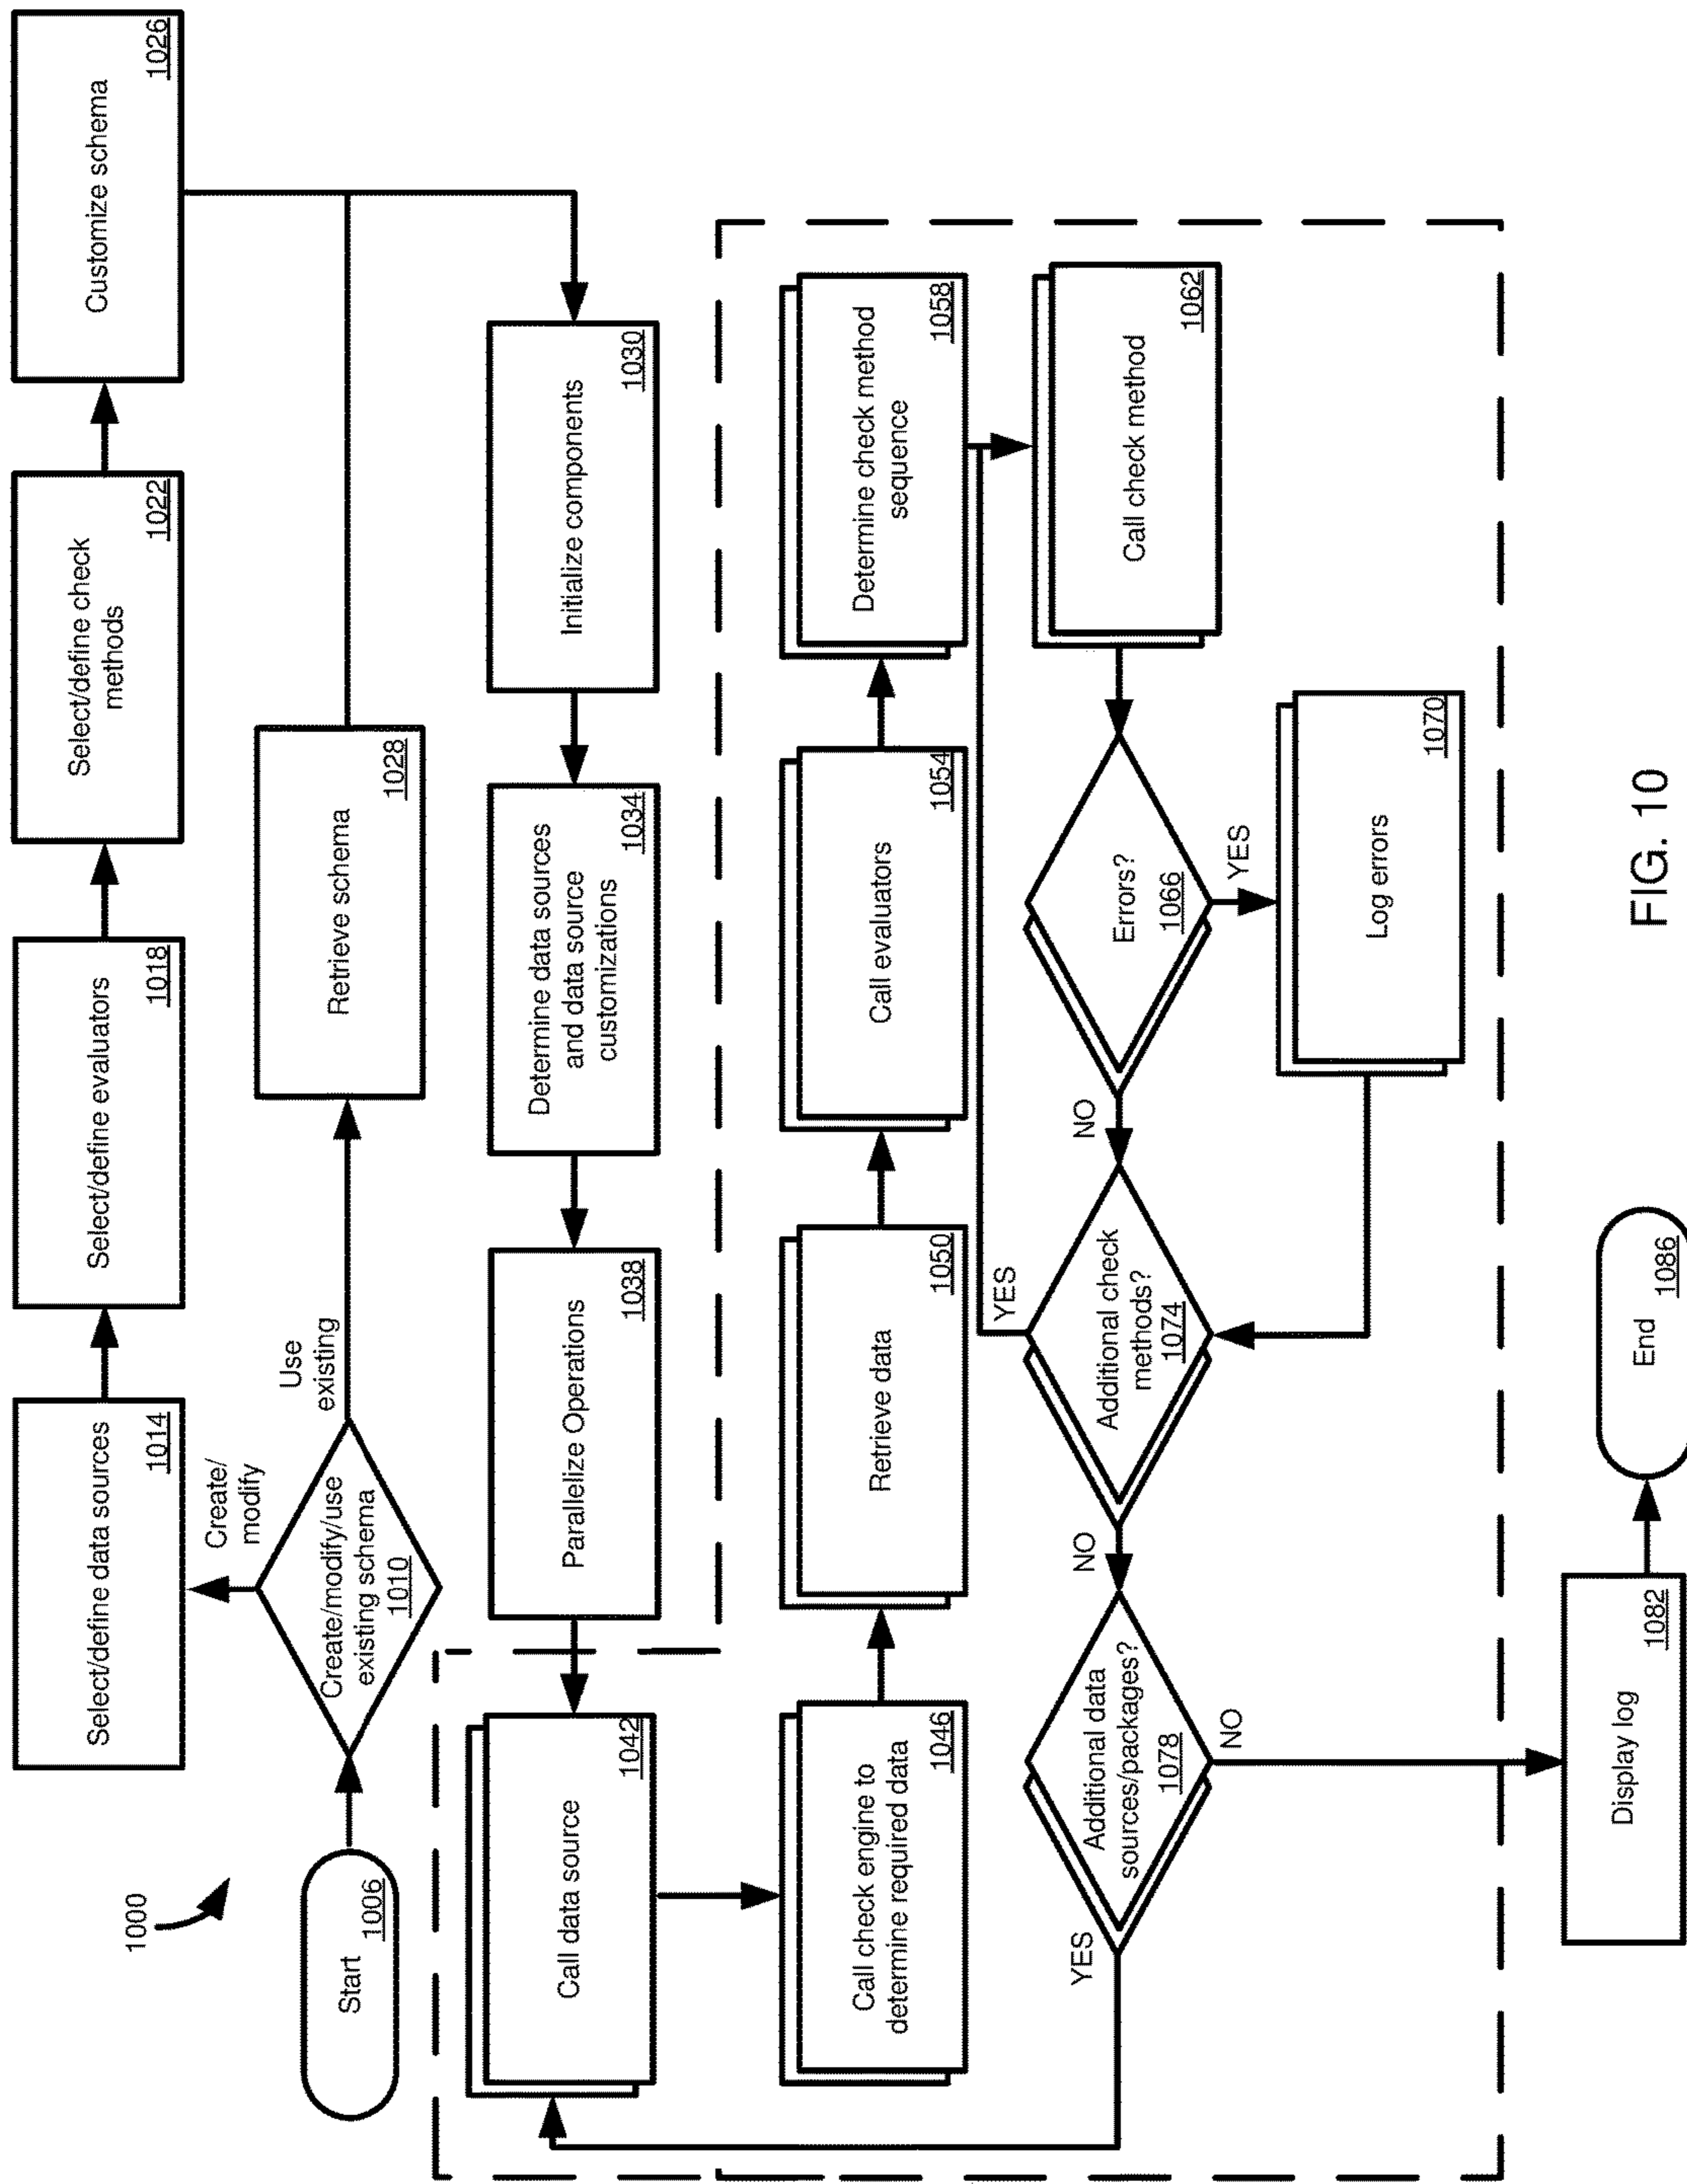 1000
Start
1006
Create/modify/use
existing schema
1010
Create/
modify
Use
existing
Select/define data sources
1014
Select/define evaluators
1018
Select/define check
methods
1022
Customize schema
1026
Retrieve schema
1028
Initialize components
1030
Determine data sources
and data source
customizations
1034
Parallelize Operations
1038
Call data source
1042
Call check engine to
determine required data
1046
Retrieve data
1050
Call evaluators
1054
Determine check method
sequence
1058
Call check method
1062
Errors?
1066
YES
NO
Log errors
1070
Additional check
methods?
1074
YES
NO
Additional data
sources/packages?
1078
YES
NO
Display log
1082
End
1086
FIG. 10